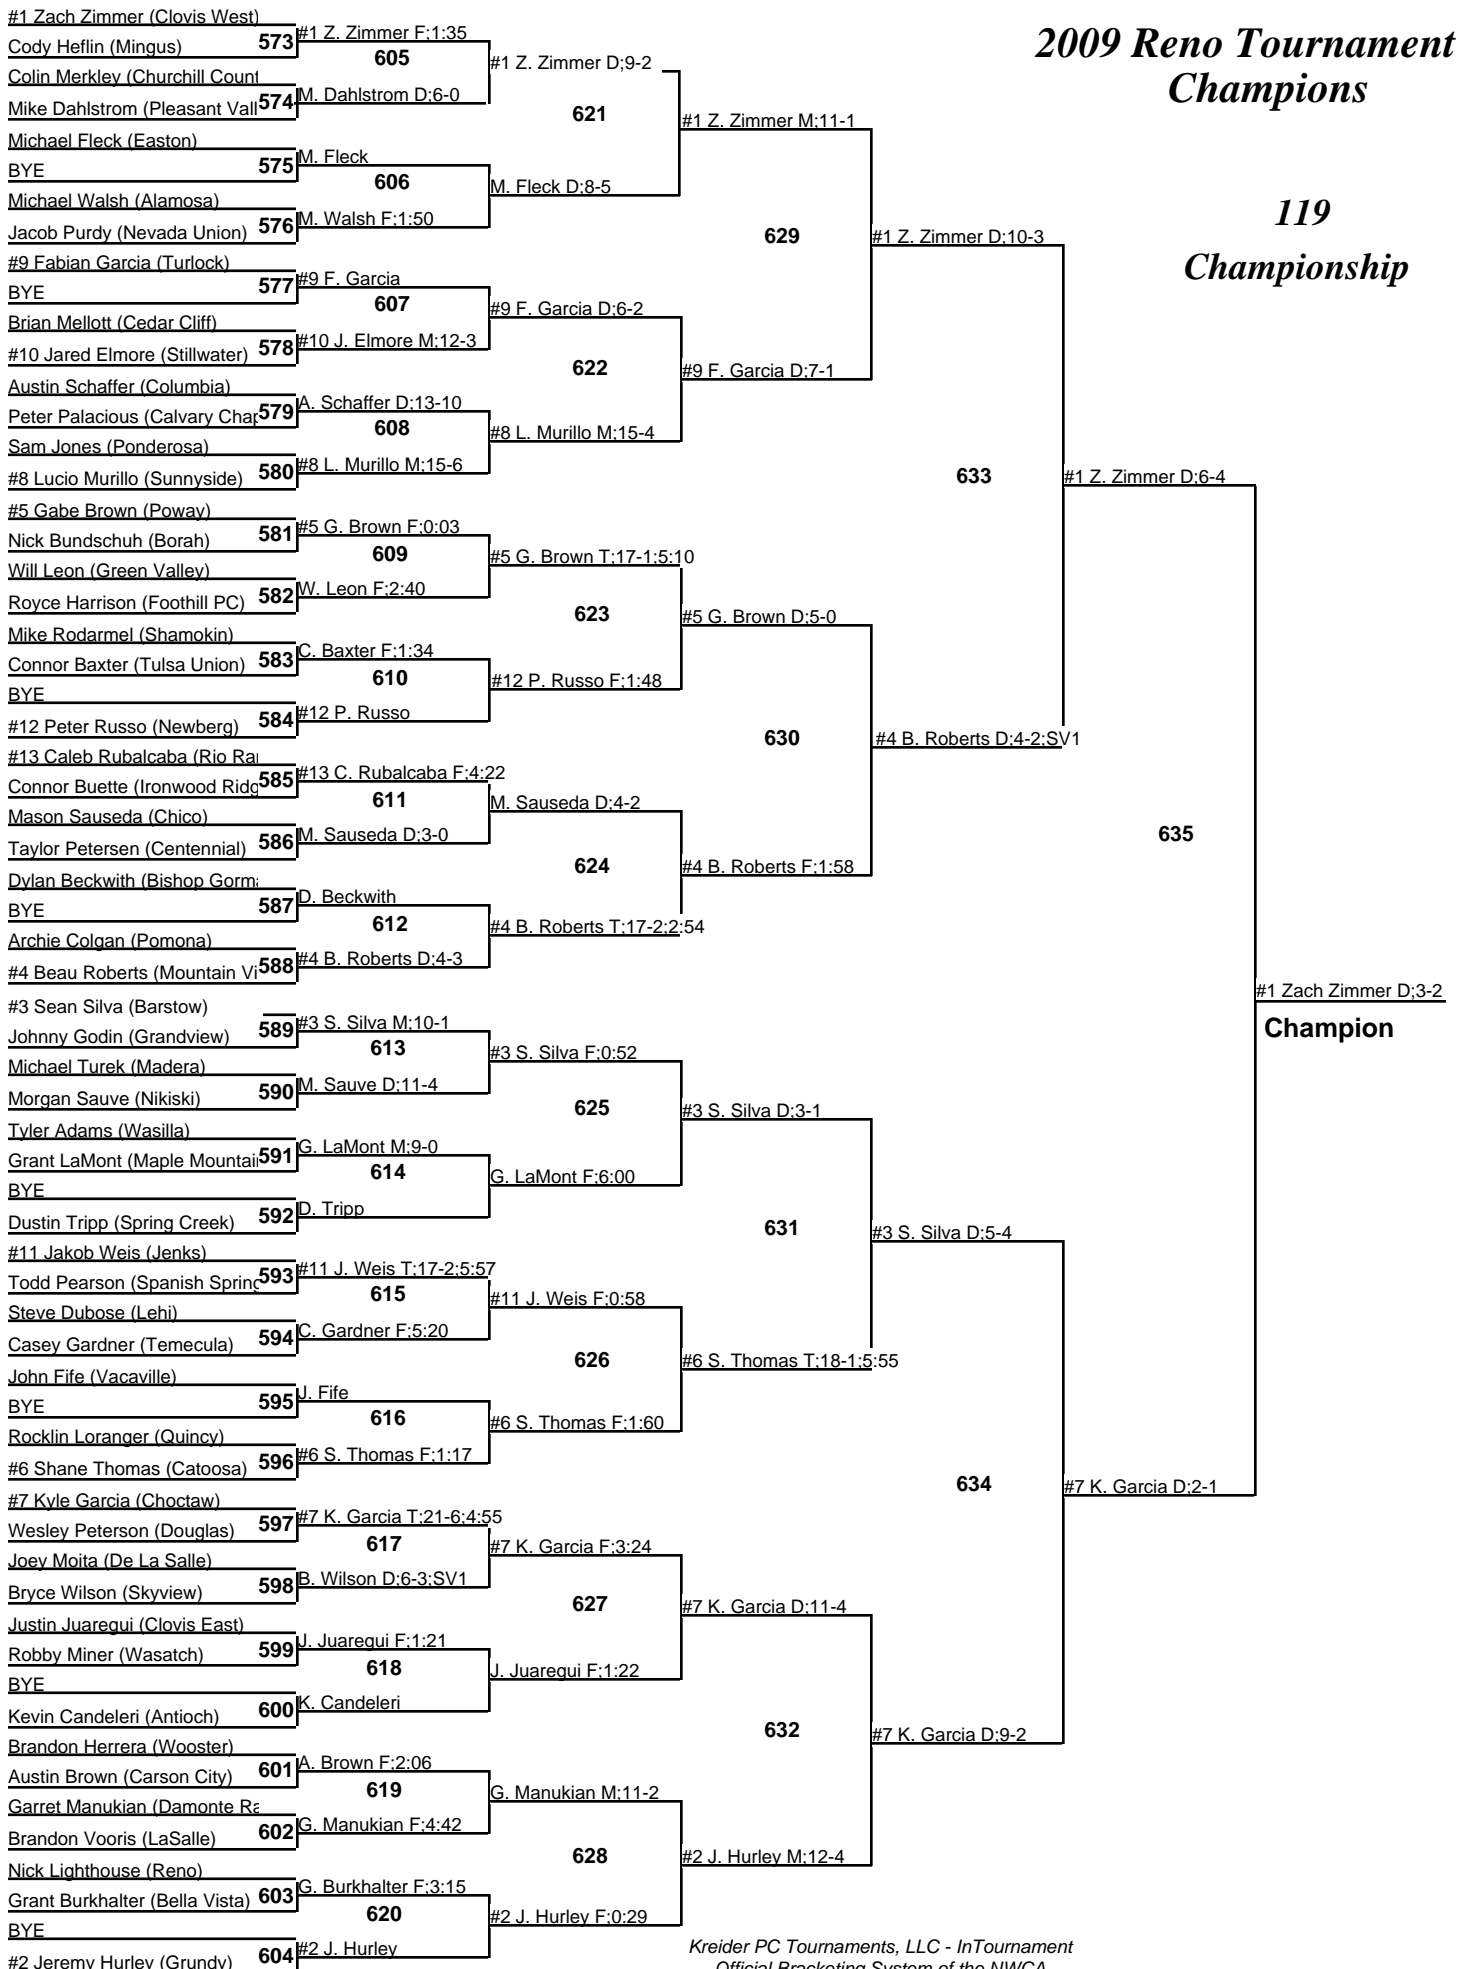 2009 Reno Tournament
Champions
119
Championship
#1 Zach Zimmer (Clovis West)
Cody Heflin (Mingus)
Colin Merkley (Churchill Count
Mike Dahlstrom (Pleasant Vall
Michael Fleck (Easton)
BYE
Michael Walsh (Alamosa)
Jacob Purdy (Nevada Union)
#9 Fabian Garcia (Turlock)
BYE
Brian Mellott (Cedar Cliff)
#10 Jared Elmore (Stillwater)
Austin Schaffer (Columbia)
Peter Palacious (Calvary Chap
Sam Jones (Ponderosa)
#8 Lucio Murillo (Sunnyside)
#5 Gabe Brown (Poway)
Nick Bundschuh (Borah)
Will Leon (Green Valley)
Royce Harrison (Foothill PC)
Mike Rodarmel (Shamokin)
Connor Baxter (Tulsa Union)
BYE
#12 Peter Russo (Newberg)
#13 Caleb Rubalcaba (Rio Ra
Connor Buette (Ironwood Ridg
Mason Sauseda (Chico)
Taylor Petersen (Centennial)
Dylan Beckwith (Bishop Gorm
BYE
Archie Colgan (Pomona)
#4 Beau Roberts (Mountain Vi
#3 Sean Silva (Barstow)
Johnny Godin (Grandview)
Michael Turek (Madera)
Morgan Sauve (Nikiski)
Tyler Adams (Wasilla)
Grant LaMont (Maple Mountai
BYE
Dustin Tripp (Spring Creek)
#11 Jakob Weis (Jenks)
Todd Pearson (Spanish Spring
Steve Dubose (Lehi)
Casey Gardner (Temecula)
John Fife (Vacaville)
BYE
Rocklin Loranger (Quincy)
#6 Shane Thomas (Catoosa)
#7 Kyle Garcia (Choctaw)
Wesley Peterson (Douglas)
Joey Moita (De La Salle)
Bryce Wilson (Skyview)
Justin Juaregui (Clovis East)
Robby Miner (Wasatch)
BYE
Kevin Candeleri (Antioch)
Brandon Herrera (Wooster)
Austin Brown (Carson City)
Garret Manukian (Damonte Ra
Brandon Vooris (LaSalle)
Nick Lighthouse (Reno)
Grant Burkhalter (Bella Vista)
BYE
#2 Jeremy Hurley (Grundy)
573
574
575
576
577
578
579
580
581
582
583
584
585
586
587
588
589
590
591
592
593
594
595
596
597
598
599
600
601
602
603
604
#1 Z. Zimmer F;1:35
M. Dahlstrom D;6-0
M. Fleck
M. Walsh F;1:50
#9 F. Garcia
#10 J. Elmore M;12-3
A. Schaffer D;13-10
#8 L. Murillo M;15-6
#5 G. Brown F;0:03
W. Leon F;2:40
C. Baxter F;1:34
#12 P. Russo
#13 C. Rubalcaba F;4:22
M. Sauseda D;3-0
D. Beckwith
#4 B. Roberts D;4-3
#3 S. Silva M;10-1
M. Sauve D;11-4
G. LaMont M;9-0
D. Tripp
#11 J. Weis T;17-2;5:57
C. Gardner F;5:20
J. Fife
#6 S. Thomas F;1:17
#7 K. Garcia T;21-6;4:55
B. Wilson D;6-3;SV1
J. Juaregui F;1:21
K. Candeleri
A. Brown F;2:06
G. Manukian F;4:42
G. Burkhalter F;3:15
#2 J. Hurley
605
606
607
608
609
610
611
612
613
614
615
616
617
618
619
620
#1 Z. Zimmer D;9-2
M. Fleck D;8-5
#9 F. Garcia D;6-2
#8 L. Murillo M;15-4
#5 G. Brown T;17-1;5:10
#12 P. Russo F;1:48
M. Sauseda D;4-2
#4 B. Roberts T;17-2;2:54
#3 S. Silva F;0:52
G. LaMont F;6:00
#11 J. Weis F;0:58
#6 S. Thomas F;1:60
#7 K. Garcia F;3:24
J. Juaregui F;1:22
G. Manukian M;11-2
#2 J. Hurley F;0:29
621
622
623
624
625
626
627
628
#1 Z. Zimmer M;11-1
#9 F. Garcia D;7-1
#5 G. Brown D;5-0
#4 B. Roberts F;1:58
#3 S. Silva D;3-1
#6 S. Thomas T;18-1;5:55
#7 K. Garcia D;11-4
#2 J. Hurley M;12-4
629
630
631
632
#1 Z. Zimmer D;10-3
#4 B. Roberts D;4-2;SV1
#3 S. Silva D;5-4
#7 K. Garcia D;9-2
633
634
#1 Z. Zimmer D;6-4
#7 K. Garcia D;2-1
635
#1 Zach Zimmer D;3-2
Champion
Kreider PC Tournaments, LLC - InTournament
Official Bracketing System of the NWCA